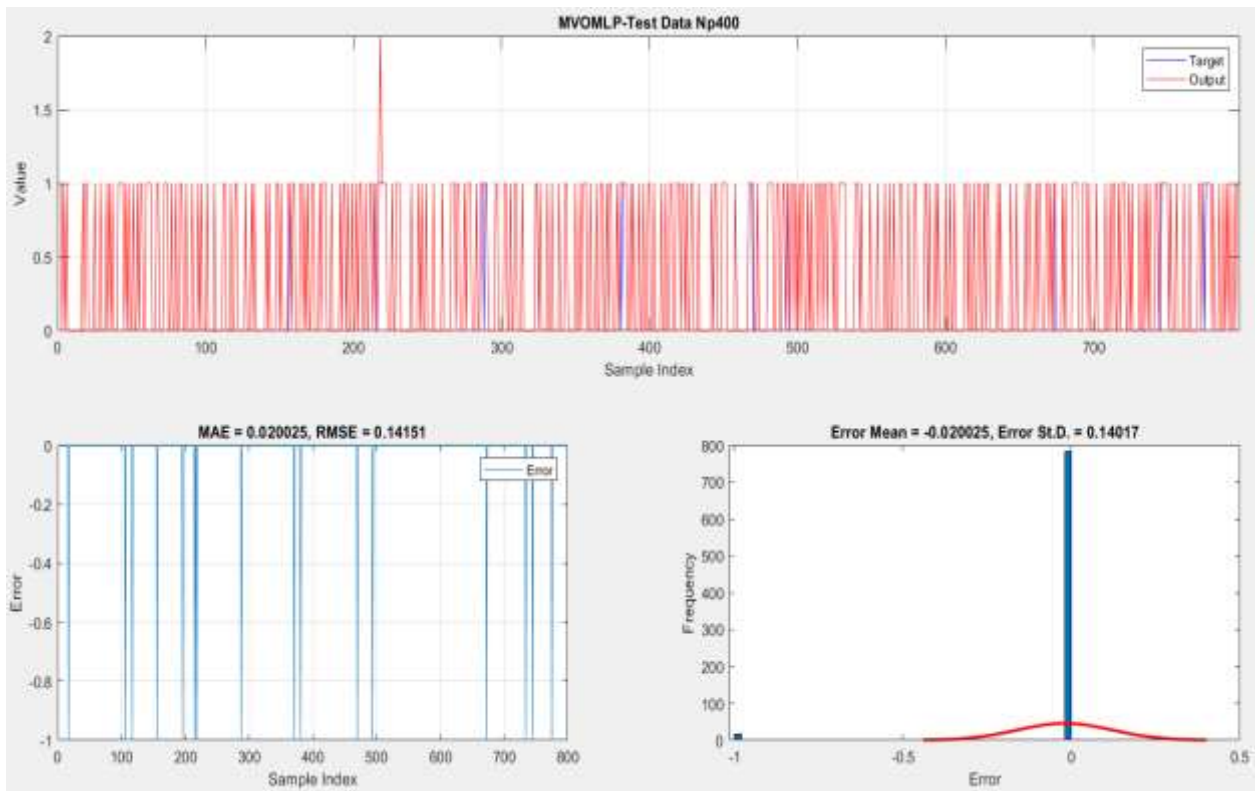 MVOMLP-Test Data Np400
2
1.5
1
0.5
0
Value
Target
Output
0 100 200 300 400 500 600 700
Sample Index
MAE = 0.020025, RMSE = 0.14151
0
-0.2
-0.4
-0.6
-0.8
-1
Error
Error
0 100 200 300 400 500 600 700 800
Sample Index
Error Mean = -0.020025, Error St.D. = 0.14017
800
700
600
500
400
300
200
100
0
Frequency
-1 -0.5 0 0.5
Error